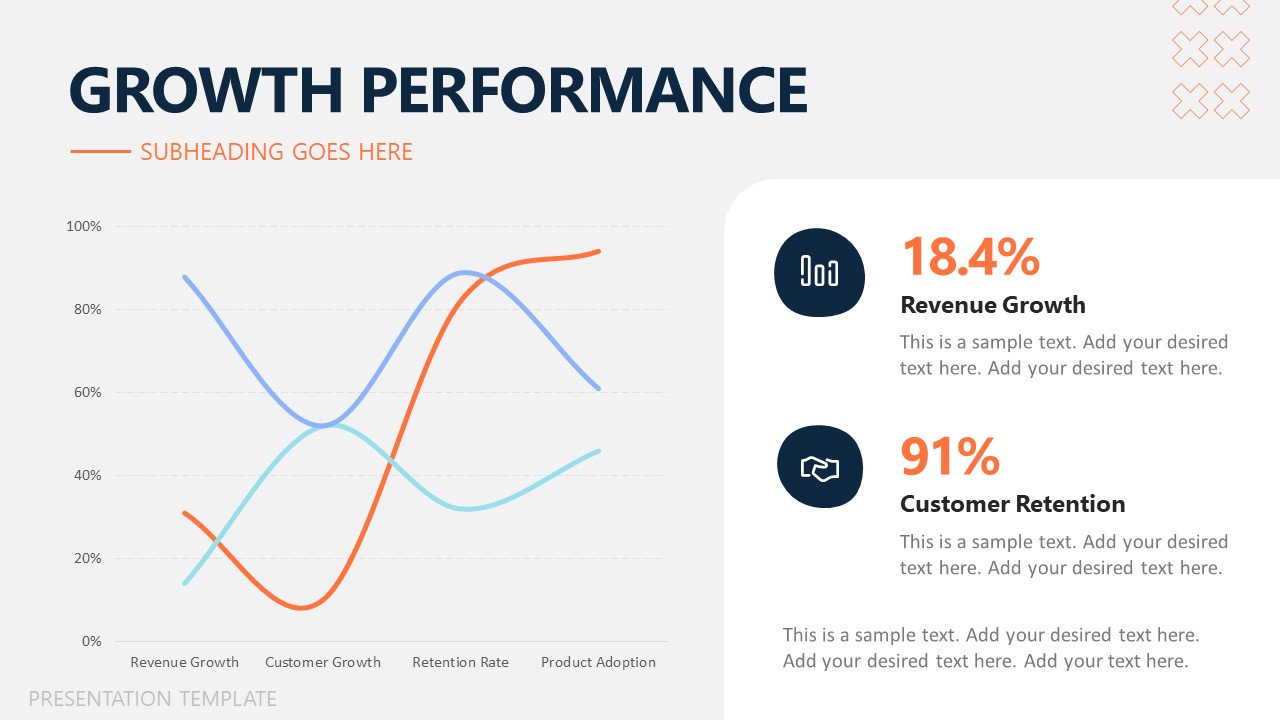 GROWTH PERFORMANCE
SUBHEADING GOES HERE
100%
80%
60%
40%
20%
0%
Revenue Growth
Customer Growth
Retention Rate
Product Adoption
18.4%
Revenue Growth
This is a sample text. Add your desired
text here. Add your desired text here.
91%
Customer Retention
This is a sample text. Add your desired
text here. Add your desired text here.
This is a sample text. Add your desired text here.
Add your desired text here. Add your text here.
PRESENTATION TEMPLATE